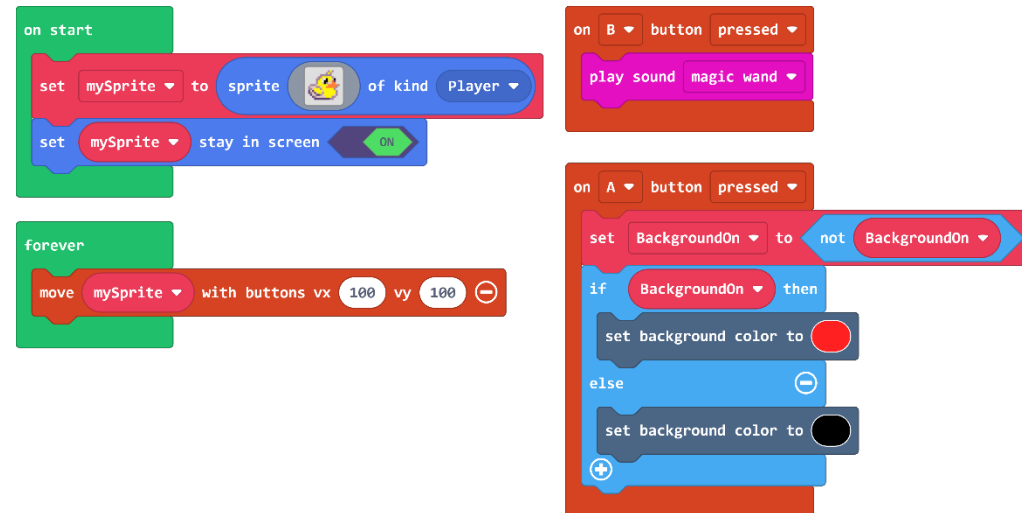 on start
set mySprite to sprite of kind Player
set mySprite stay in screen ON
forever
move mySprite with buttons vx 100 vy 100
on B button pressed
play sound magic wand
on A button pressed
set BackgroundOn to not BackgroundOn
if BackgroundOn then
set background color to
else
set background color to